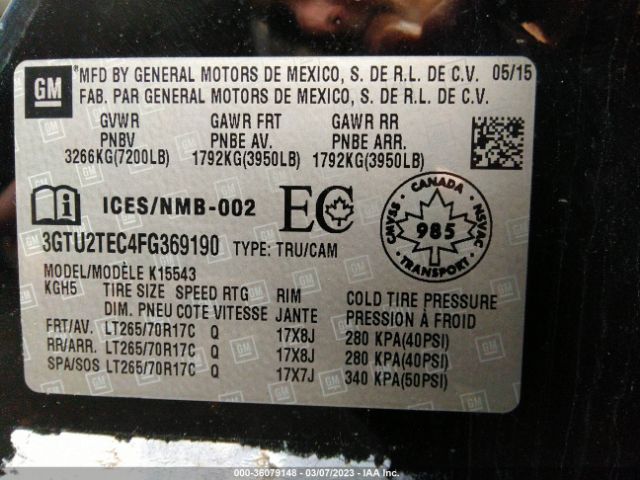 GM
MFD BY GENERAL MOTORS DE MEXICO, S. DE R.L. DE C.V. 05/15
FAB. PAR GENERAL MOTORS DE MEXICO, S. DE R.L. DE C.V.
GVWR GAWR FRT GAWR RR
PNBV PNBE AV. PNBE ARR.
3266KG(7200LB) 1792KG(3950LB) 1792KG(3950LB)
ICES/NMB-002 EC
CANADA
CMVSS 985 NSVAC
TRANSPORT
3GTU2TEC4FG369190 TYPE: TRU/CAM
MODEL/MODÈLE K15543
KGH5 TIRE SIZE SPEED RTG RIM COLD TIRE PRESSURE
DIM. PNEU COTE VITESSE JANTE PRESSION À FROID
FRT/AV. LT265/70R17C Q 17X8J 280 KPA(40PSI)
RR/ARR. LT265/70R17C Q 17X8J 280 KPA(40PSI)
SPA/SOS LT265/70R17C Q 17X7J 340 KPA(50PSI)
000-36079148 - 03/07/2023 - IAA Inc.